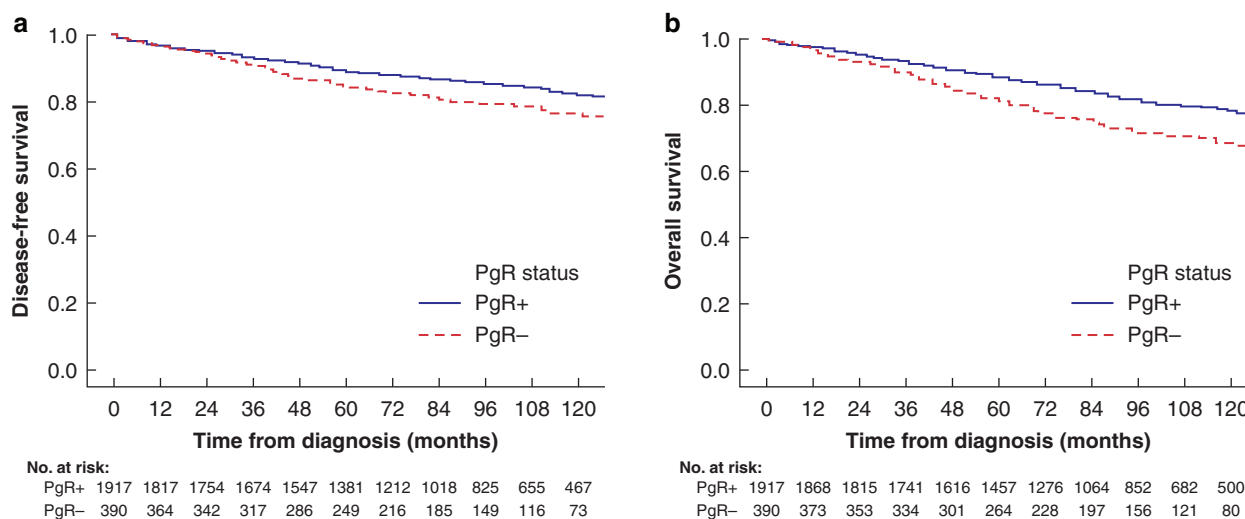 a
Disease-free survival
1.0
0.8
0.6
0.4
0.2
0.0
PgR status
PgR+
PgR–
0 12 24 36 48 60 72 84 96 108 120
Time from diagnosis (months)
No. at risk:
PgR+ 1917 1817 1754 1674 1547 1381 1212 1018 825 655 467
PgR– 390 364 342 317 286 249 216 185 149 116 73
b
Overall survival
1.0
0.8
0.6
0.4
0.2
0.0
PgR status
PgR+
PgR–
0 12 24 36 48 60 72 84 96 108 120
Time from diagnosis (months)
No. at risk:
PgR+ 1917 1868 1815 1741 1616 1457 1276 1064 852 682 500
PgR– 390 373 353 334 301 264 228 197 156 121 80